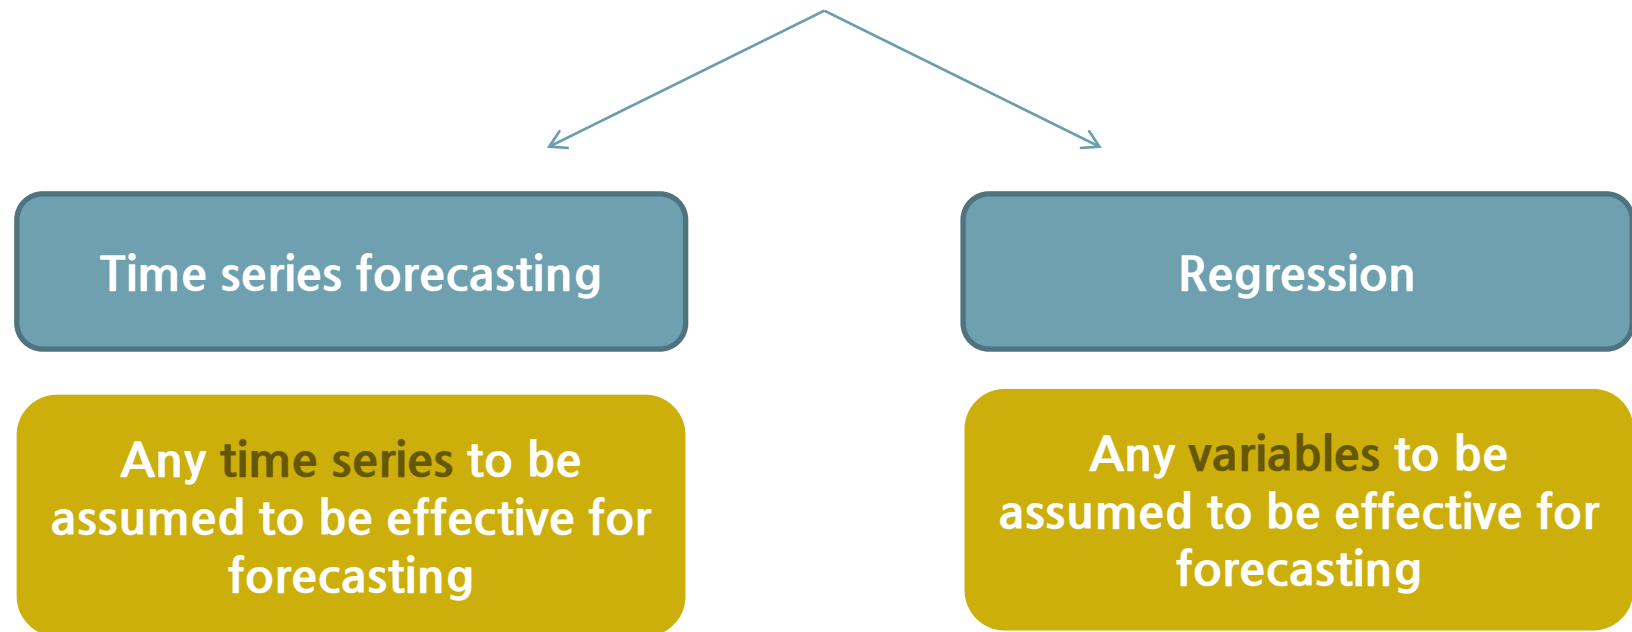 Time series forecasting
Any time series to be
assumed to be effective for
forecasting
Regression
Any variables to be
assumed to be effective for
forecasting